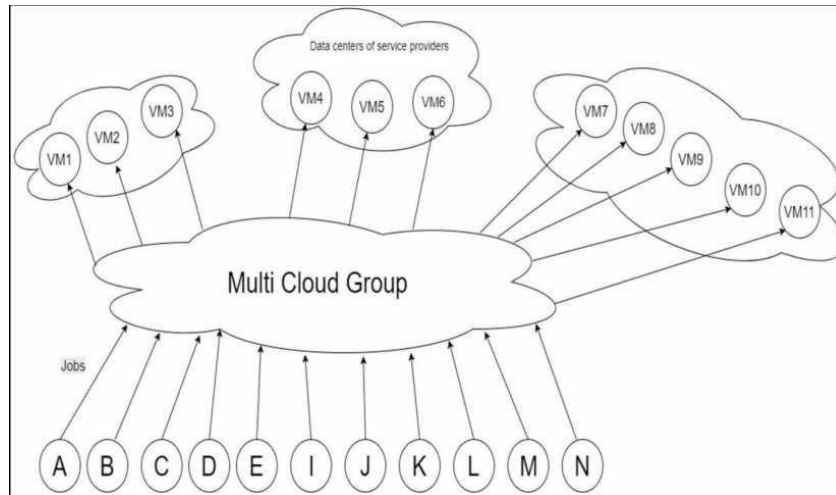 Data centers of service providers
VM1
VM2
VM3
VM4
VM5
VM6
VM7
VM8
VM9
VM10
VM11
Multi Cloud Group
Jobs
A B C D E I J K L M N